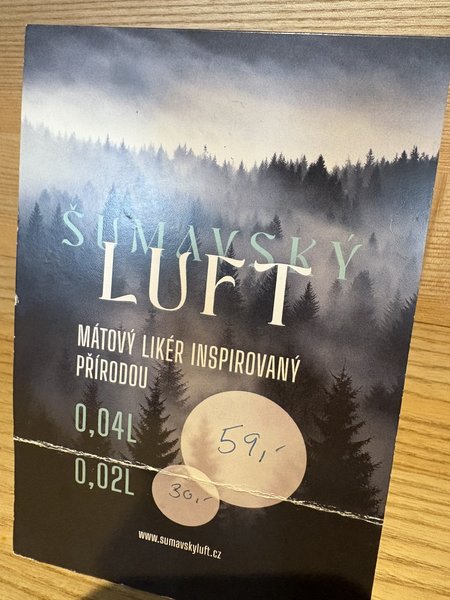 ŠUMAVSKÝ
LUFT
MÁTOVÝ LIKÉR INSPIROVANÝ
PŘÍRODOU
0,04L 59,-
0,02L 30,-
www.sumavskyluft.cz